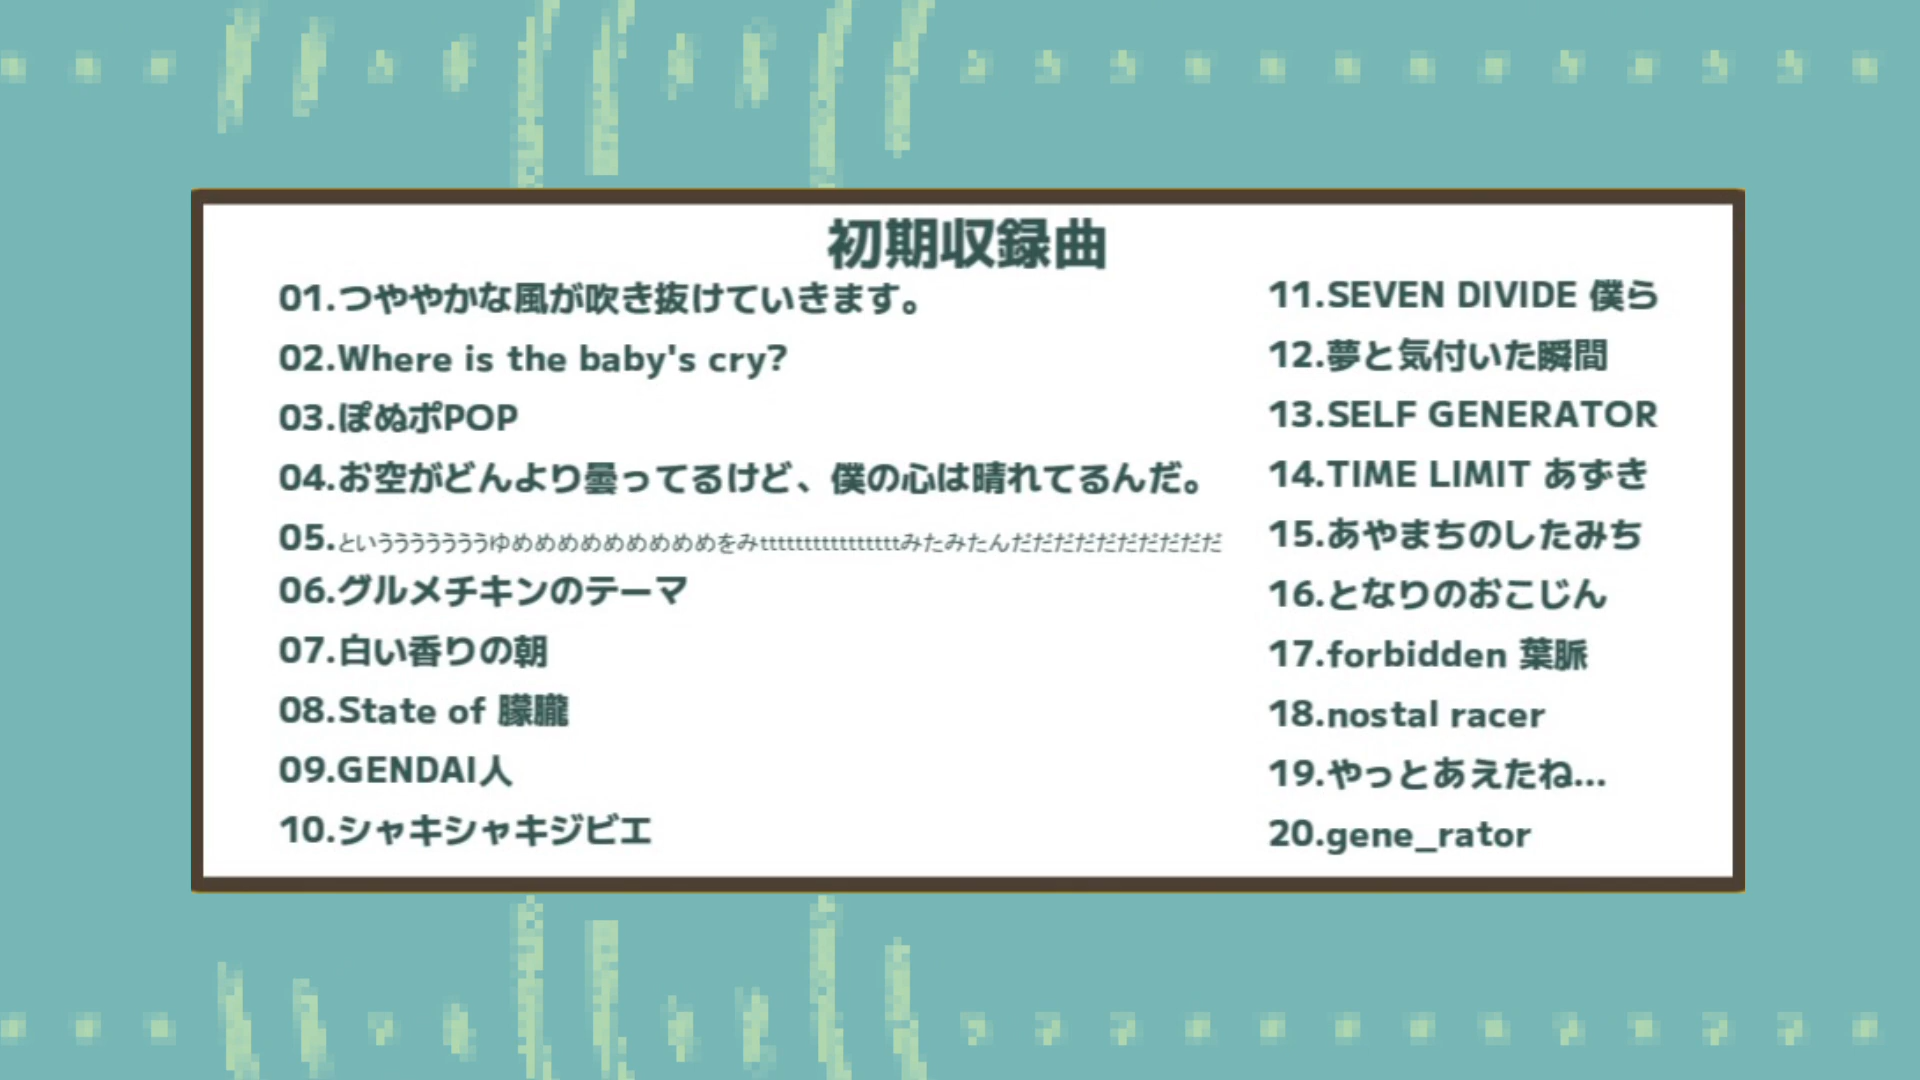 初期収録曲
01.つややかな風が吹き抜けていきます。
02.Where is the baby's cry?
03.ぽぬポPOP
04.お空がどんより曇ってるけど、僕の心は晴れてるんだ。
05.といううううううううゆめめめめめめめめめめをみttttttttttttttttみたみたんだだだだだだだだだだ
06.グルメチキンのテーマ
07.白い香りの朝
08.State of 朦朧
09.GENDAI人
10.シャキシャキジビエ
11.SEVEN DIVIDE 僕ら
12.夢と気付いた瞬間
13.SELF GENERATOR
14.TIME LIMIT あずき
15.あやまちのしたみち
16.となりのおこじん
17.forbidden 葉脈
18.nostal racer
19.やっとあえたね…
20.gene_rator